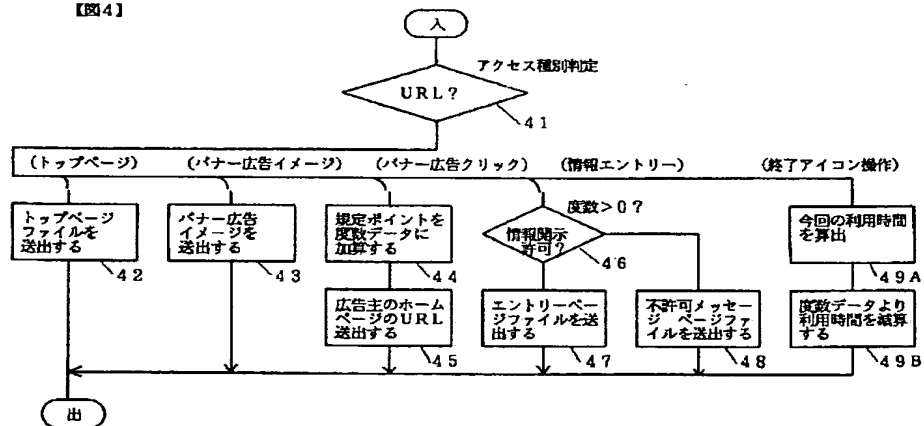 【図4】
入
アクセス種別判定
URL?
41
(トップページ)
(バナー広告イメージ)
(バナー広告クリック)
(情報エントリー)
(終了アイコン操作)
トップページ
ファイルを
送出する
42
バナー広告
イメージを
送出する
43
規定ポイントを
度数データに
加算する
44
広告主のホーム
ページのURL
送出する
45
度数>0?
情報開示
許可?
46
エントリーペー
ジファイルを送
出する
47
不許可メッセー
ジ ページファ
イルを送出する
48
今回の利用時間
を算出
49A
度数データより
利用時間を減算
する
49B
出